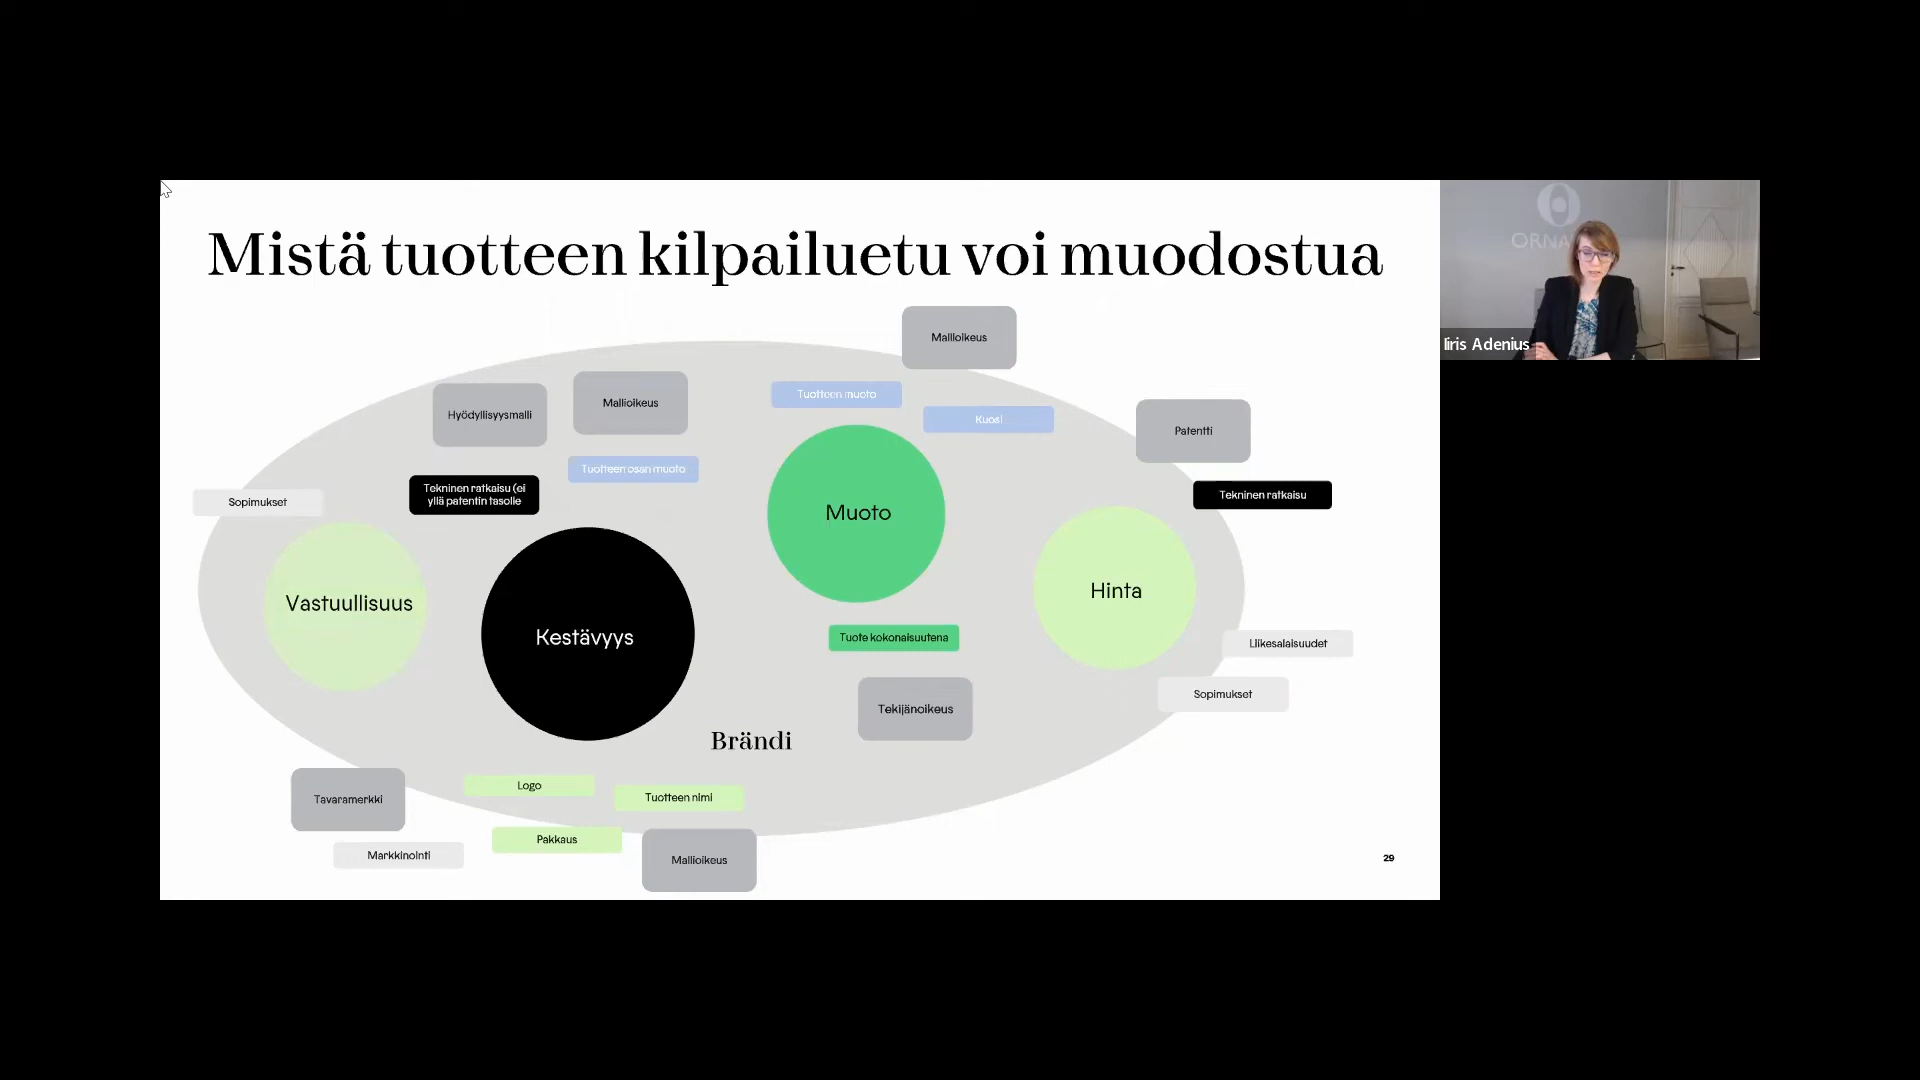 Mistä tuotteen kilpailuetu voi muodostua
ORNA
Iiris Adenius
Mallioikeus
Hyödyllisyysmalli
Mallioikeus
Tuotteen muoto
Kuosi
Patentti
Tuotteen osan muoto
Sopimukset
Tekninen ratkaisu (ei
yllä patentin tasolle
Tekninen ratkaisu
Muoto
Vastuullisuus
Kestävyys
Hinta
Tuote kokonaisuutena
Liikesalaisuudet
Sopimukset
Tekijänoikeus
Brändi
Tavaramerkki
Logo
Tuotteen nimi
Pakkaus
Markkinointi
Mallioikeus
29